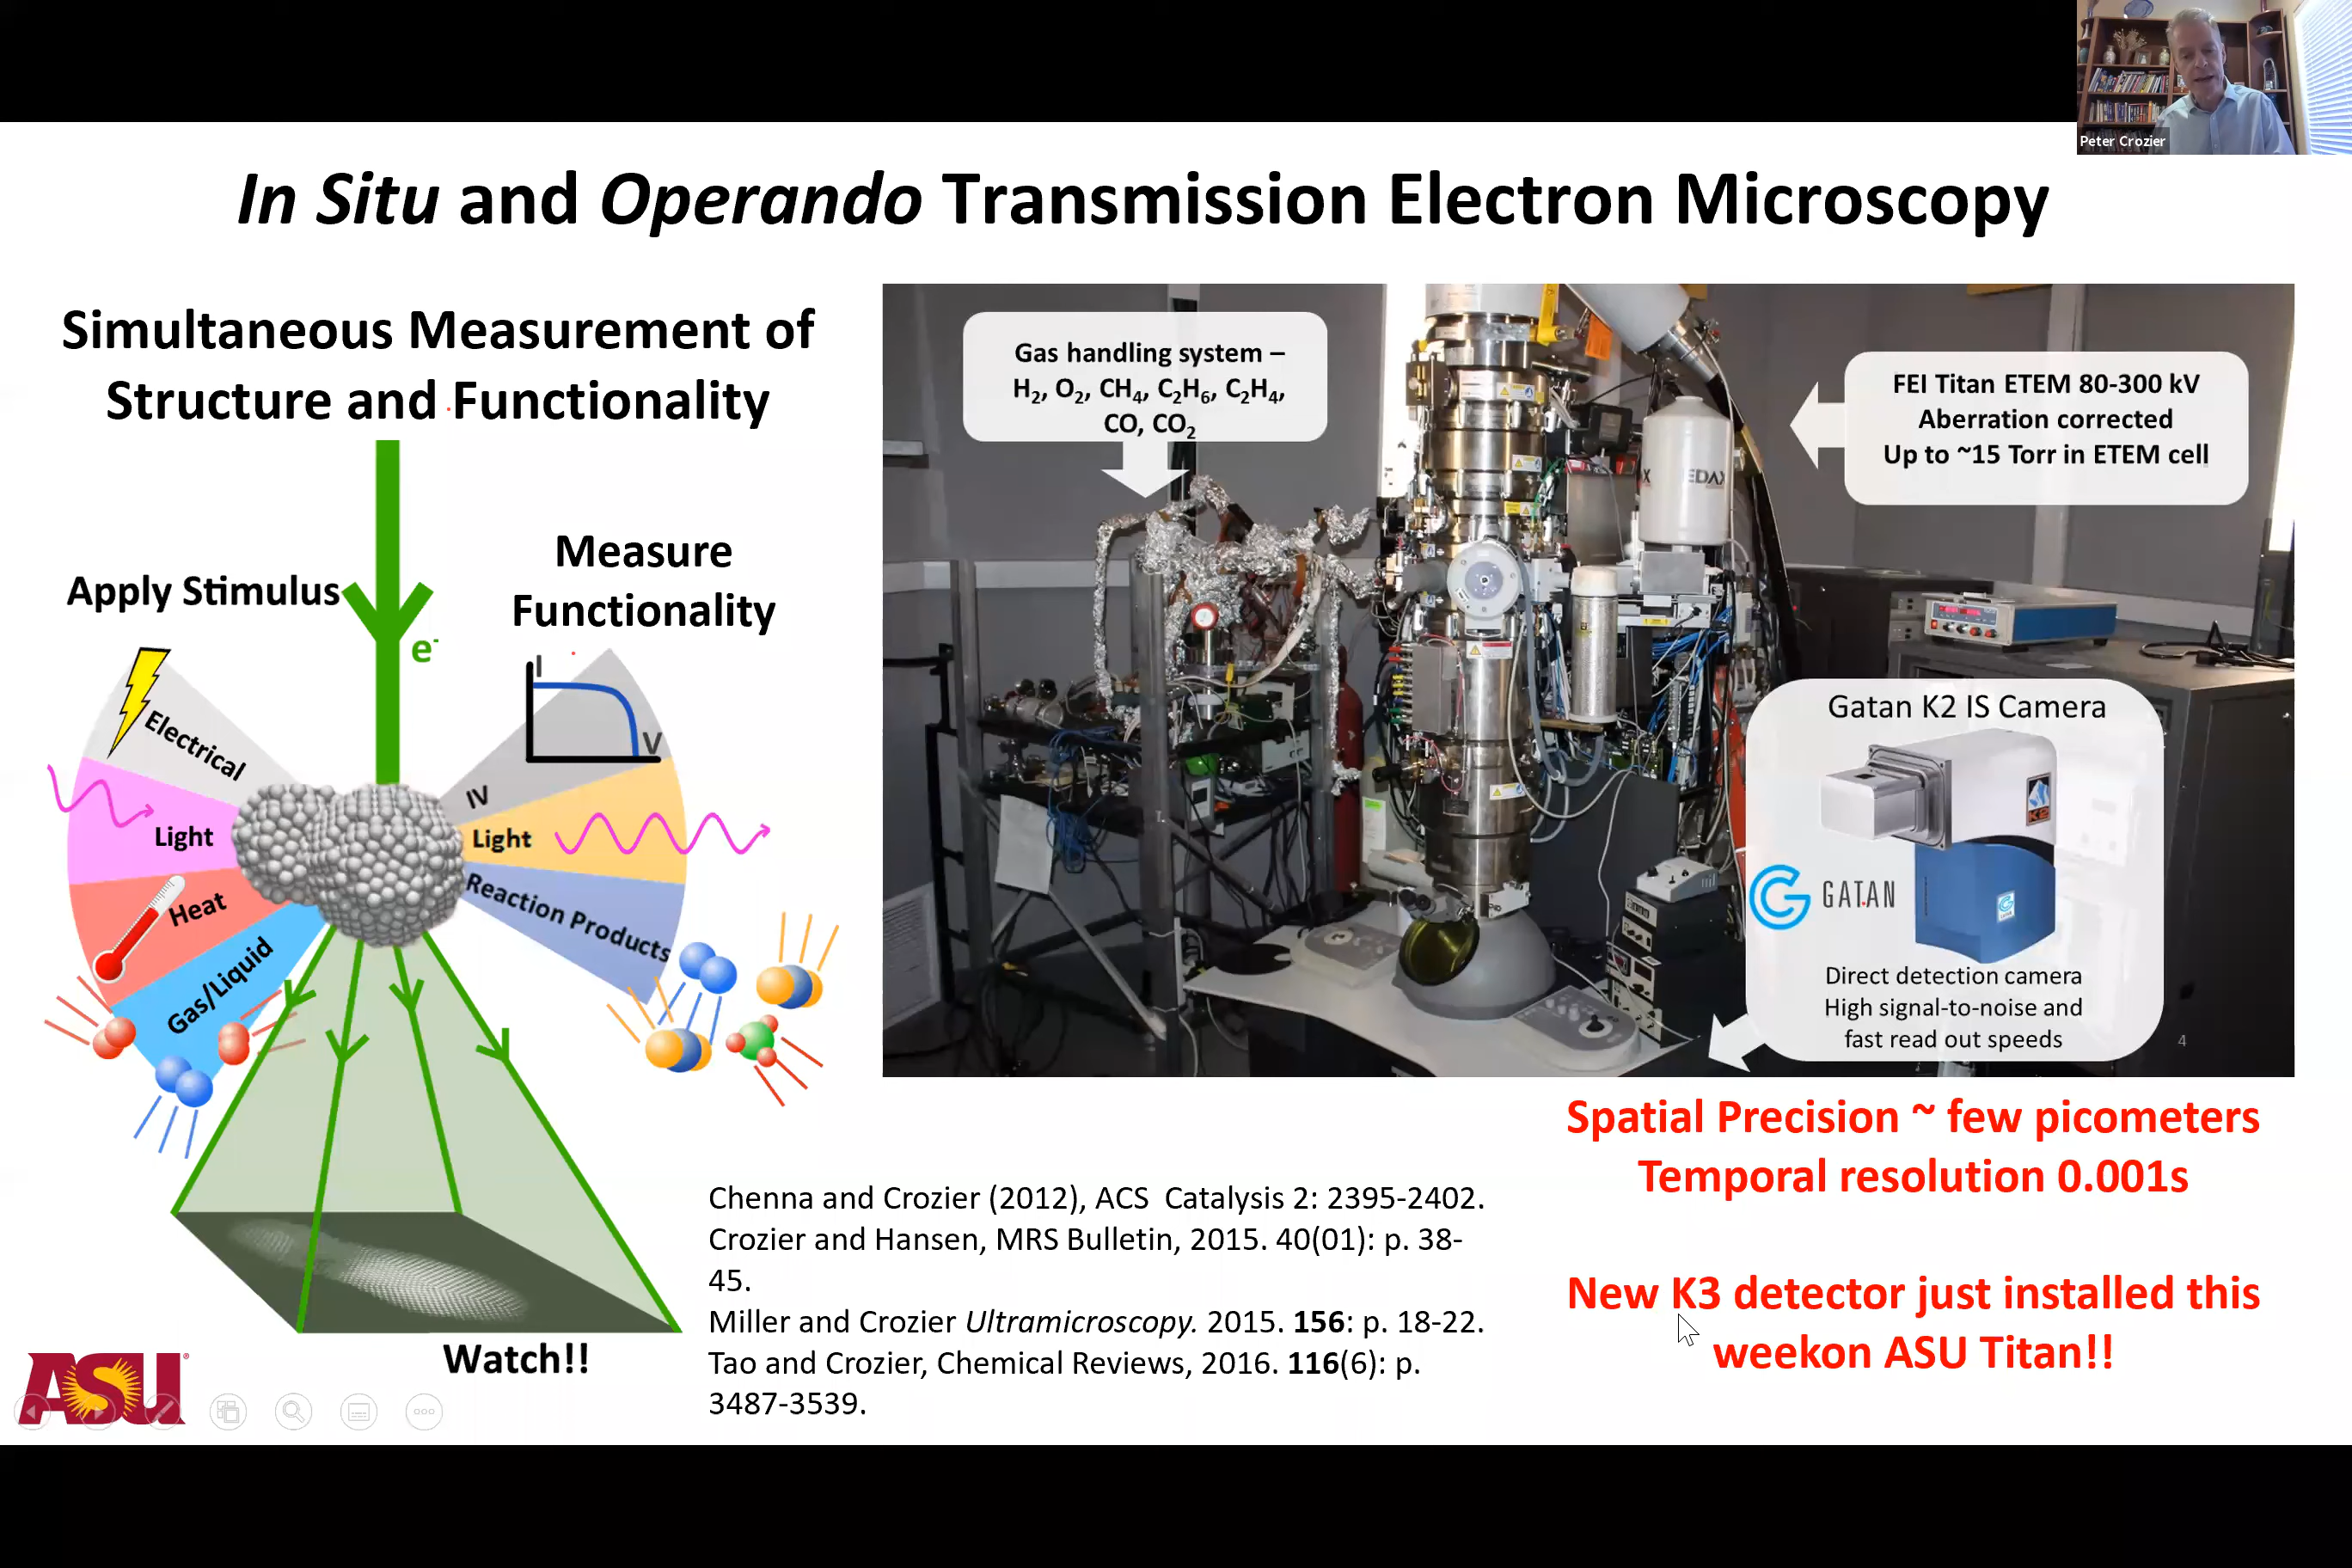 Peter Crozier
In Situ and Operando Transmission Electron Microscopy
Simultaneous Measurement of
Structure and Functionality
Apply Stimulus
e-
Measure
Functionality
I
V
Electrical
Light
Heat
Gas/Liquid
IV
Light
Reaction Products
Watch!!
ASU
Gas handling system –
H₂, O₂, CH₄, C₂H₆, C₂H₄,
CO, CO₂
FEI Titan ETEM 80-300 kV
Aberration corrected
Up to ~15 Torr in ETEM cell
EDAX
Gatan K2 IS Camera
K2
GATAN
Direct detection camera
High signal-to-noise and
fast read out speeds
4
Chenna and Crozier (2012), ACS  Catalysis 2: 2395-2402.
Crozier and Hansen, MRS Bulletin, 2015. 40(01): p. 38-
45.
Miller and Crozier Ultramicroscopy. 2015. 156: p. 18-22.
Tao and Crozier, Chemical Reviews, 2016. 116(6): p.
3487-3539.
Spatial Precision ~ few picometers
Temporal resolution 0.001s
New K3 detector just installed this
weekon ASU Titan!!